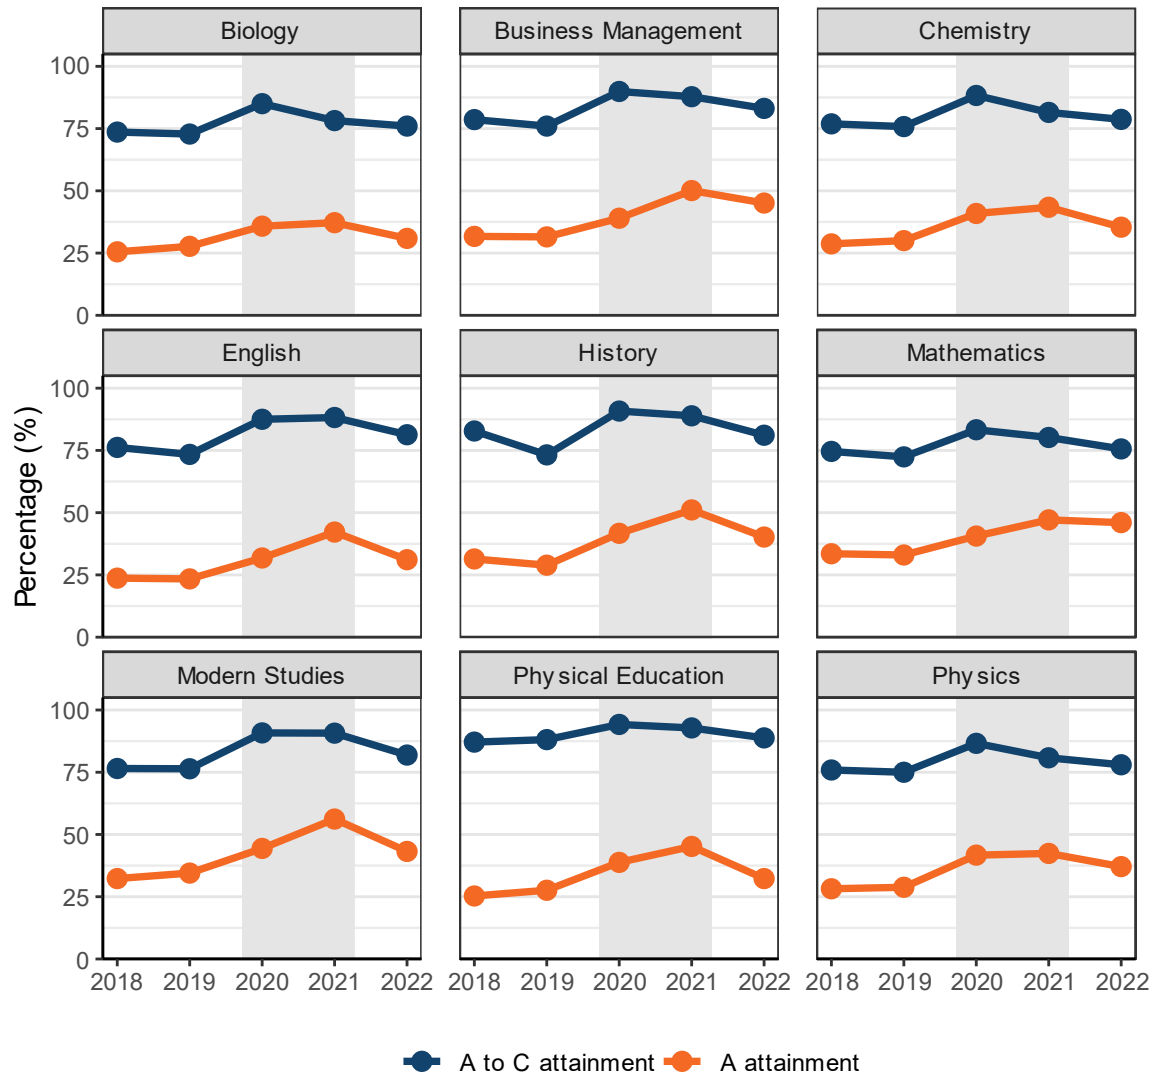 Biology
Business Management
Chemistry
100
75
50
25
0
English
History
Mathematics
100
75
50
25
0
Percentage (%)
Modern Studies
Physical Education
Physics
100
75
50
25
0
2018 2019 2020 2021 2022
2018 2019 2020 2021 2022
2018 2019 2020 2021 2022
A to C attainment
A attainment